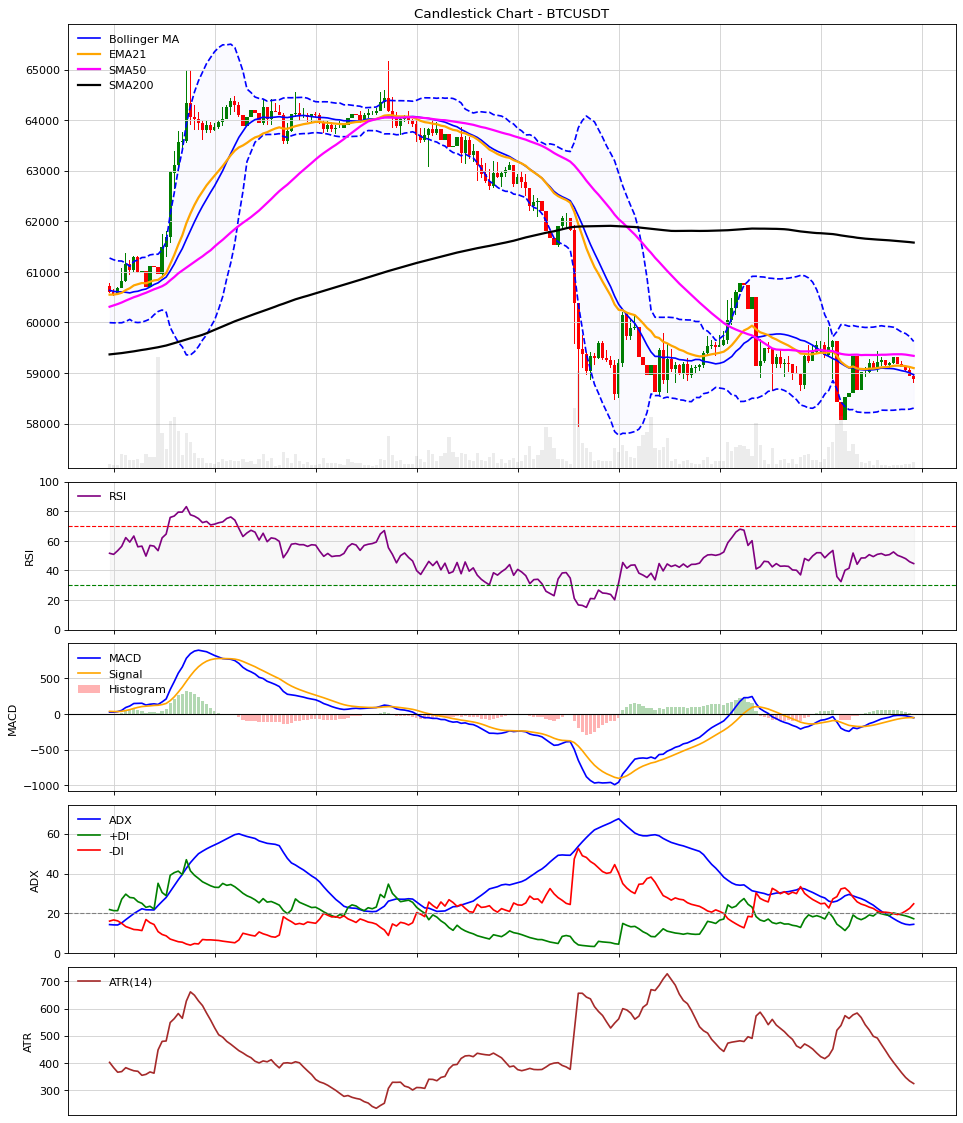 Candlestick Chart - BTCUSDT
Bollinger MA
EMA21
SMA50
SMA200
65000
64000
63000
62000
61000
60000
59000
58000
RSI
100
80
60
40
20
0
RSI
MACD
Signal
Histogram
500
0
−500
−1000
MACD
ADX
+DI
-DI
60
40
20
0
ADX
ATR(14)
700
600
500
400
300
ATR